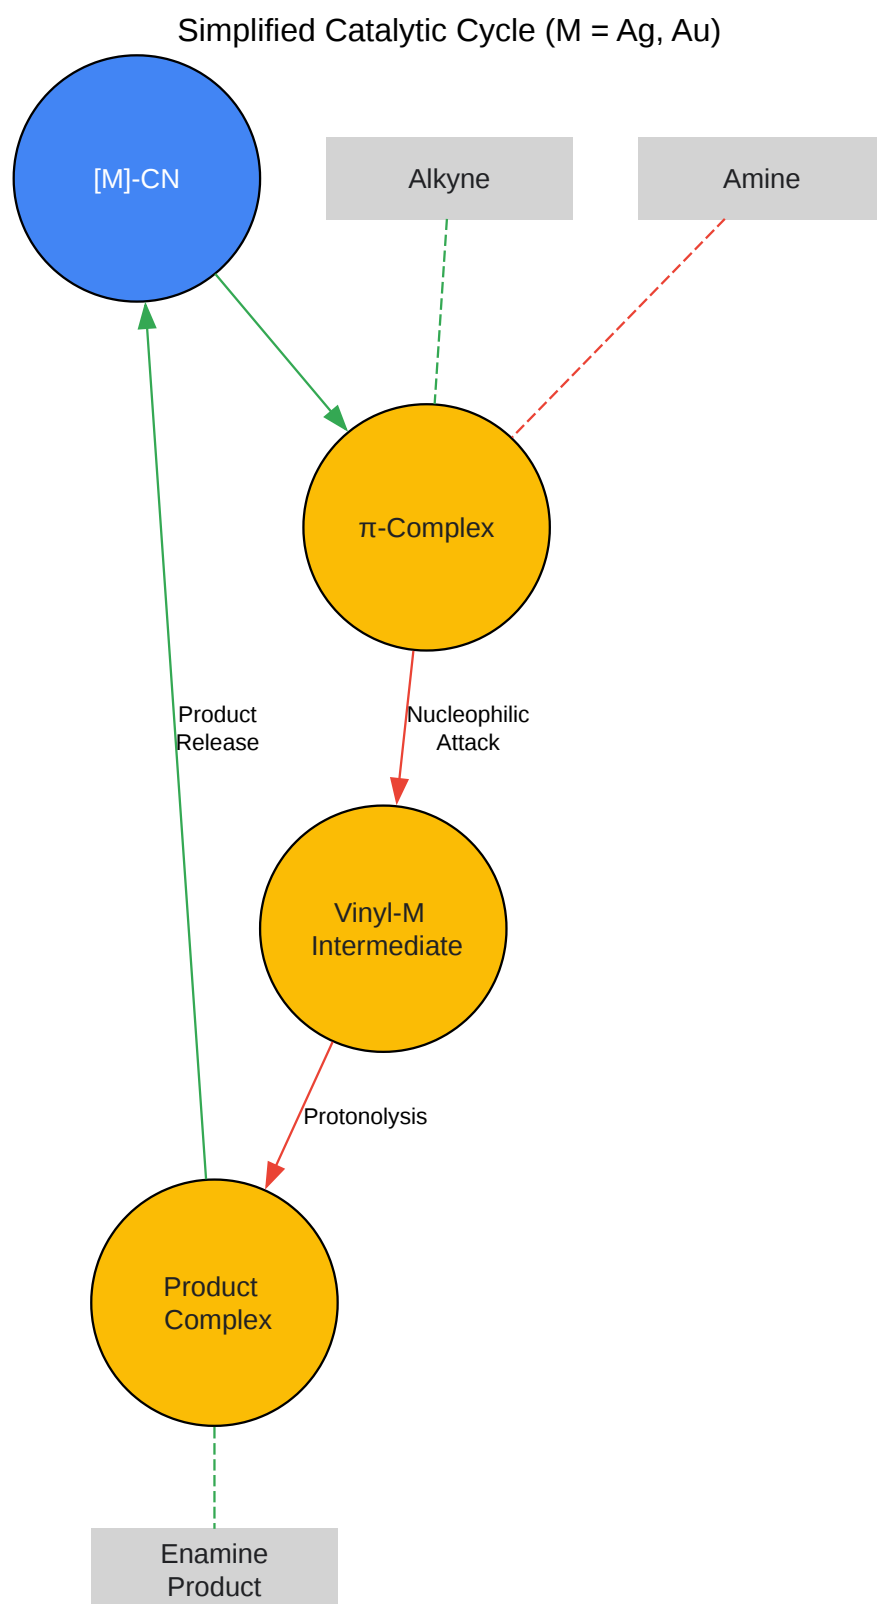 Simplified Catalytic Cycle (M = Ag, Au)
[M]-CN
Alkyne
Amine
π-Complex
Product
Release
Nucleophilic
Attack
Vinyl-M
Intermediate
Protonolysis
Product
Complex
Enamine
Product